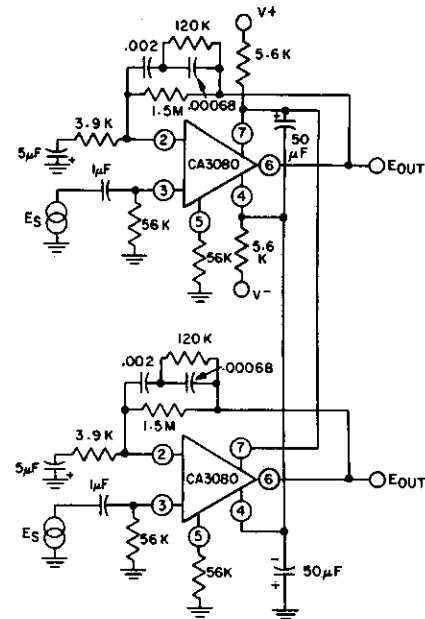 120K
V+
.002
5.6K
1.5M
.00068
3.9K
5µF
+
2
7
+
50
µF
CA3080
6
EOUT
1µF
3
4
ES
56K
5
5.6
K
56K
V-
120K
.002
.00068
1.5M
3.9K
5µF
+
2
7
CA3080
6
EOUT
1µF
3
4
ES
56K
5
56K
-
50µF
+